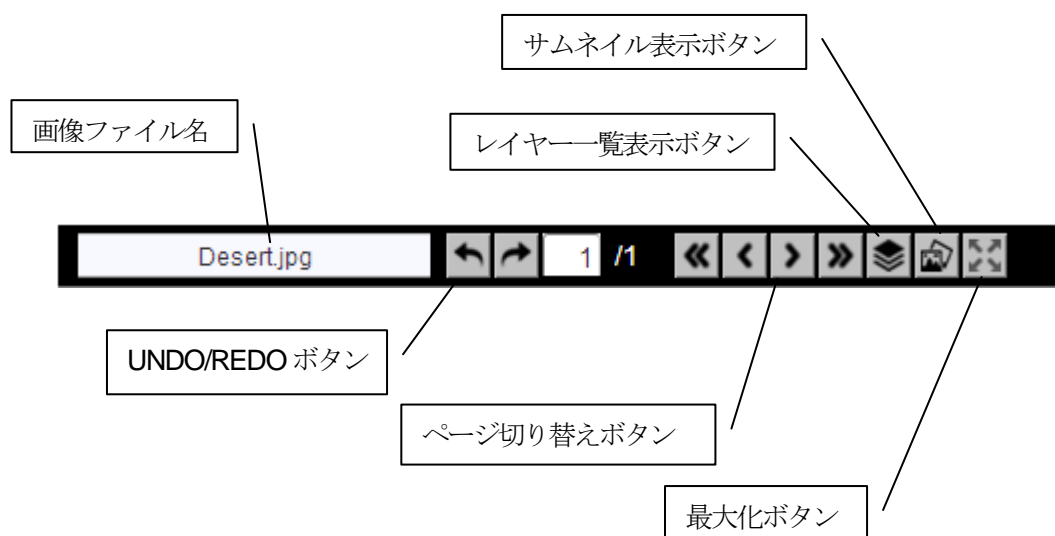 サムネイル表示ボタン
画像ファイル名
レイヤー一覧表示ボタン
Desert.jpg
1 /1
UNDO/REDO ボタン
ページ切り替えボタン
最大化ボタン